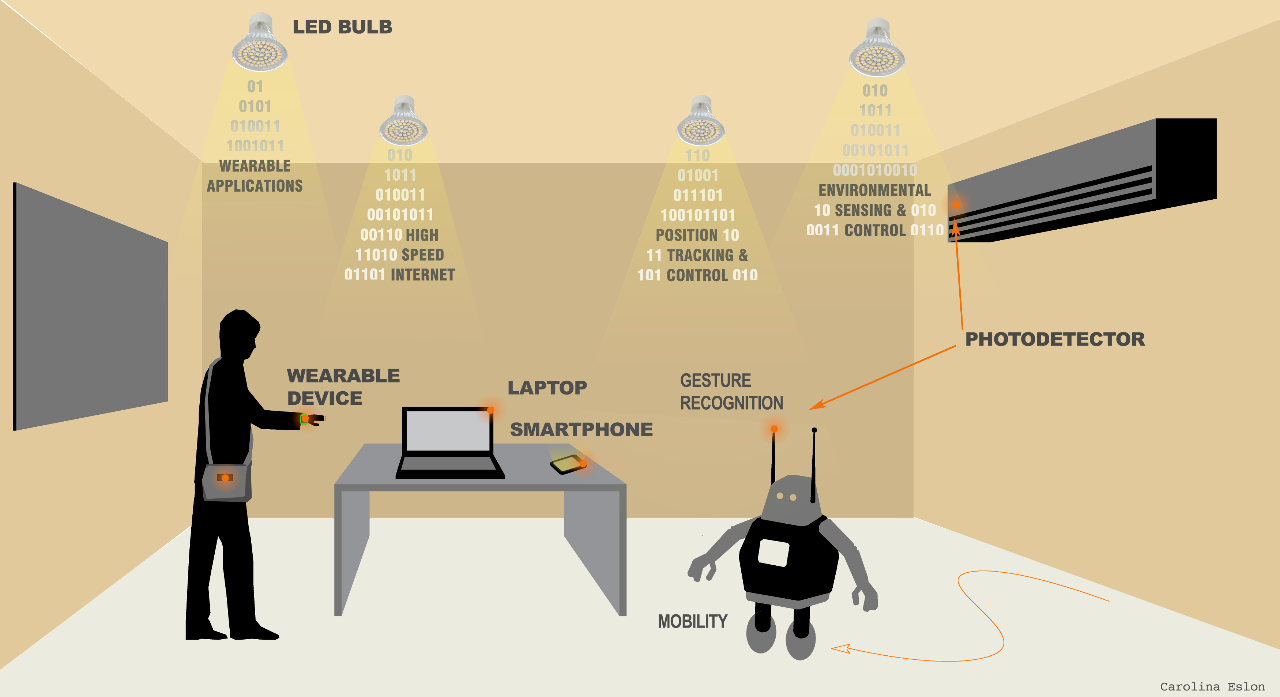 LED BULB
01
0101
010011
1001011
WEARABLE
APPLICATIONS
010
1011
010011
00101011
00110 HIGH
11010 SPEED
01101 INTERNET
110
01001
011101
100101101
POSITION 10
11 TRACKING &
101 CONTROL 010
010
1011
010011
00101011
0001010010
ENVIRONMENTAL
10 SENSING & 010
0011 CONTROL 0110
PHOTODETECTOR
WEARABLE
DEVICE
LAPTOP
SMARTPHONE
GESTURE
RECOGNITION
MOBILITY
Carolina Eslon